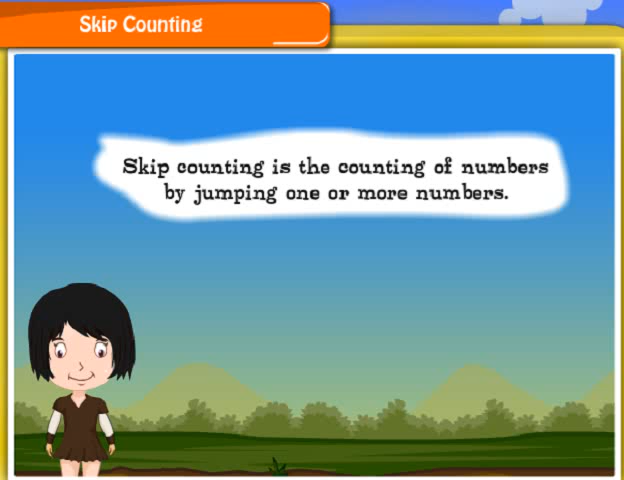 Skip Counting
Skip counting is the counting of numbers
by jumping one or more numbers.